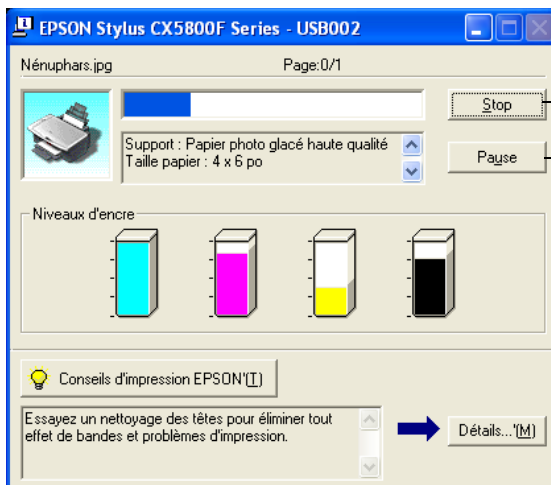 EPSON Stylus CX5800F Series - USB002
Nénuphars.jpg Page:0/1
Stop
Support : Papier photo glacé haute qualité
Taille papier : 4 x 6 po
Pause
Niveaux d'encre
Conseils d'impression EPSON'(T)
Essayez un nettoyage des têtes pour éliminer tout
effet de bandes et problèmes d'impression.
Détails...'(M)